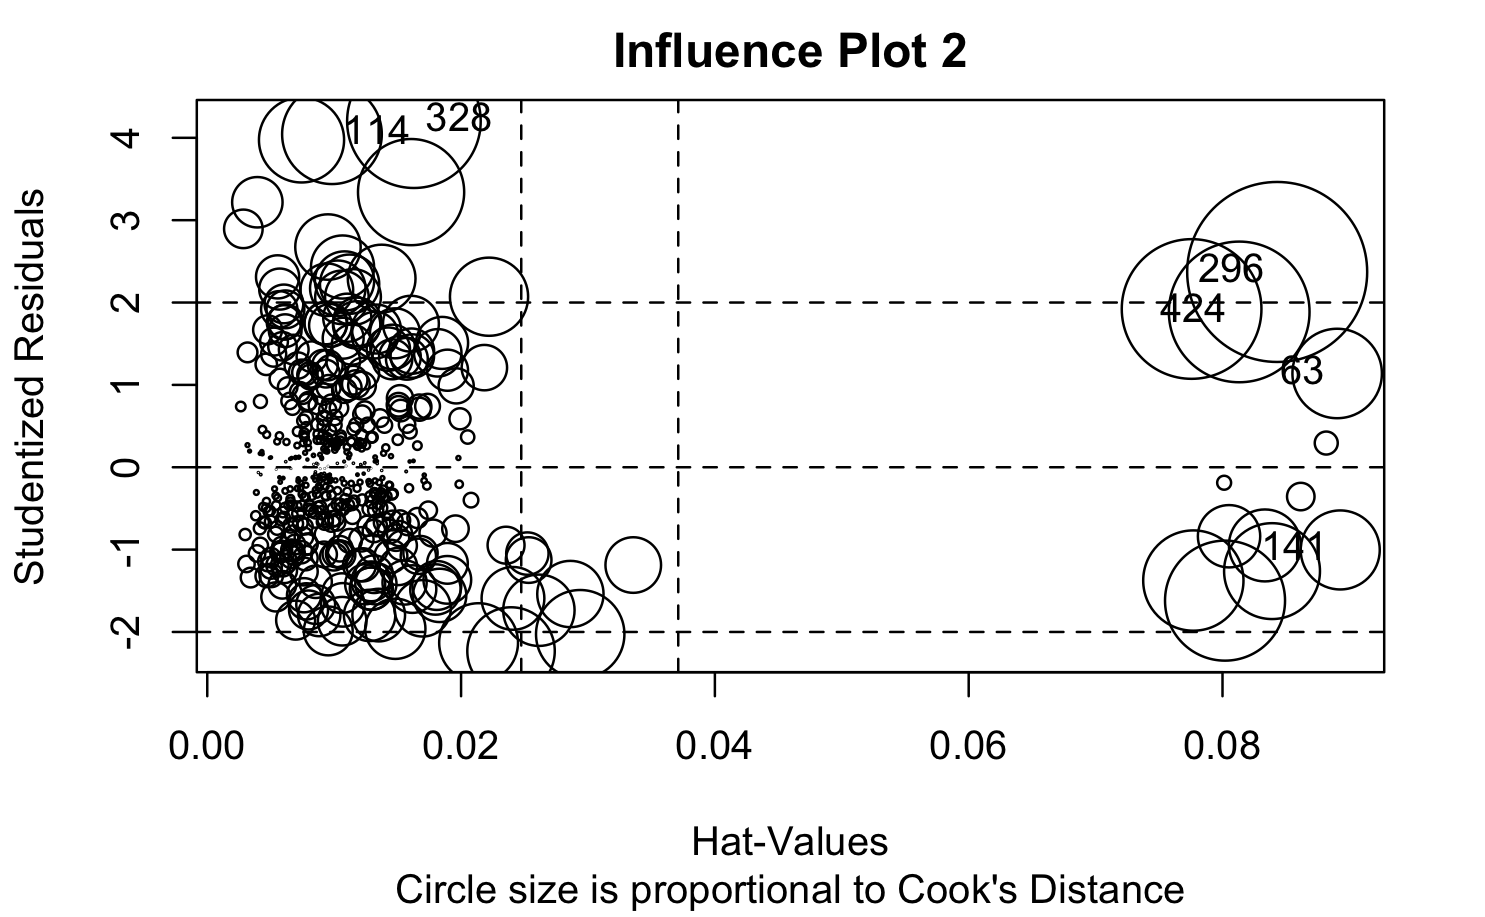 Influence Plot 2
Studentized Residuals
4
3
2
1
0
-1
-2
114
328
296
424
63
141
0.00 0.02 0.04 0.06 0.08
Hat-Values
Circle size is proportional to Cook's Distance